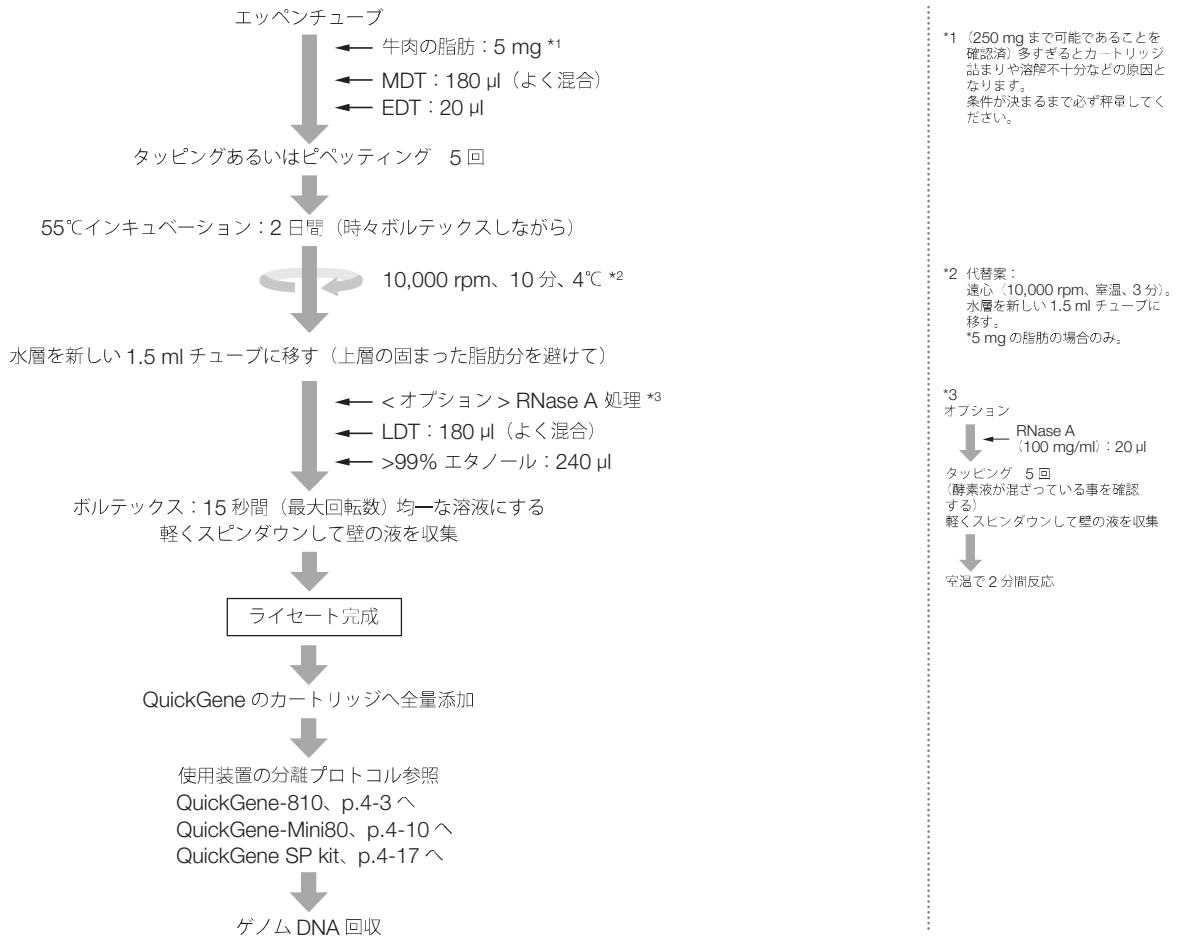 エッペンチューブ
牛肉の脂肪：5 mg *1
MDT：180 µl（よく混合）
EDT：20 µl
タッピングあるいはピペッティング　5 回
55℃インキュベーション：2 日間（時々ボルテックスしながら）
10,000 rpm、10 分、4℃ *2
水層を新しい 1.5 ml チューブに移す（上層の固まった脂肪分を避けて）
< オプション > RNase A 処理 *3
LDT：180 µl（よく混合）
>99% エタノール：240 µl
ボルテックス：15 秒間（最大回転数）均一な溶液にする
軽くスピンダウンして壁の液を収集
ライセート完成
QuickGene のカートリッジへ全量添加
使用装置の分離プロトコル参照
QuickGene-810、p.4-3 へ
QuickGene-Mini80、p.4-10 へ
QuickGene SP kit、p.4-17 へ
ゲノム DNA 回収
*1（250 mg まで可能であることを
確認済）多すぎるとカートリッジ
詰まりや溶解不十分などの原因と
なります。
条件が決まるまで必ず秤量してく
ださい。
*2 代替案：
遠心（10,000 rpm、室温、3 分）。
水層を新しい 1.5 ml チューブに
移す。
*5 mg の脂肪の場合のみ。
*3
オプション
RNase A
(100 mg/ml)：20 µl
タッピング　5 回
（酵素液が混ざっている事を確認
する）
軽くスピンダウンして壁の液を収集
室温で 2 分間反応